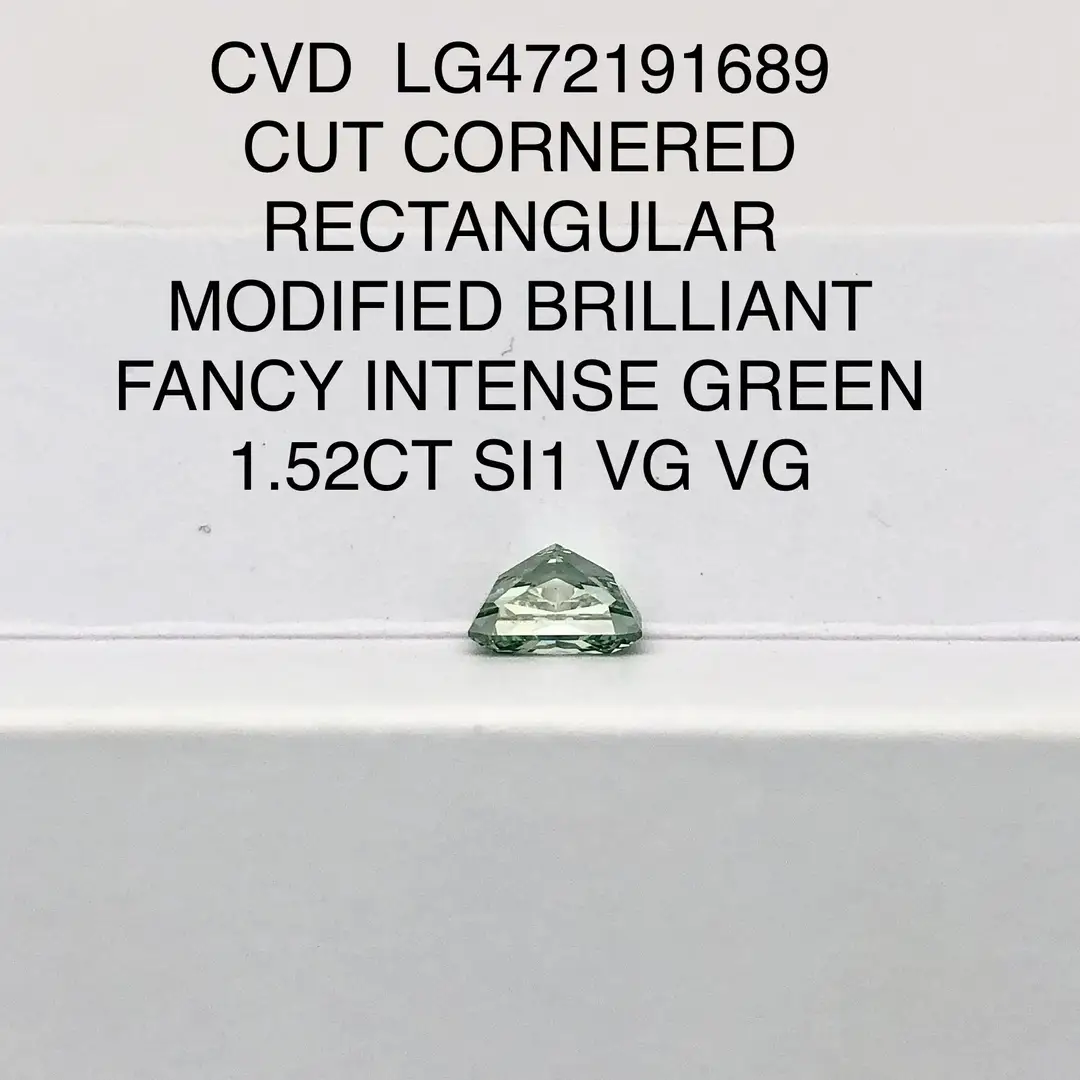 CVD  LG472191689
CUT CORNERED
RECTANGULAR
MODIFIED BRILLIANT
FANCY INTENSE GREEN
1.52CT SI1 VG VG